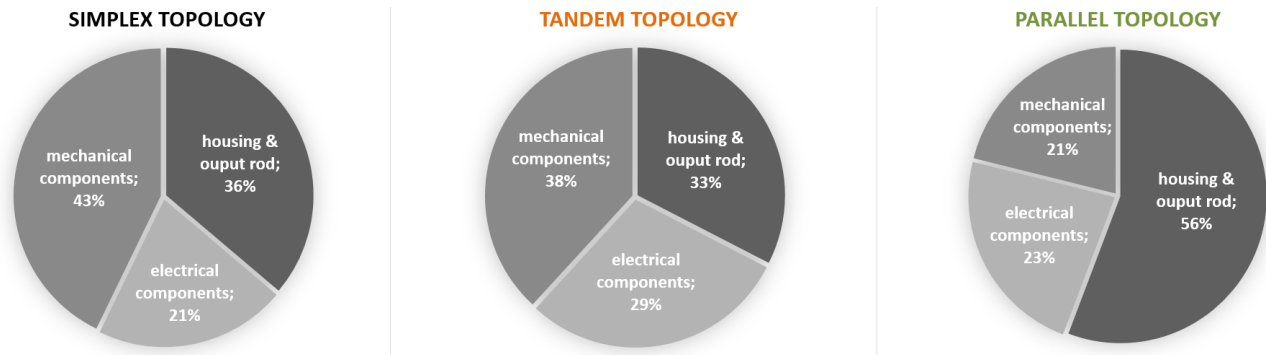 SIMPLEX TOPOLOGY
mechanical
components;
43%
housing &
ouput rod;
36%
electrical
components;
21%
TANDEM TOPOLOGY
mechanical
components;
38%
housing &
ouput rod;
33%
electrical
components;
29%
PARALLEL TOPOLOGY
mechanical
components;
21%
housing &
ouput rod;
56%
electrical
components;
23%